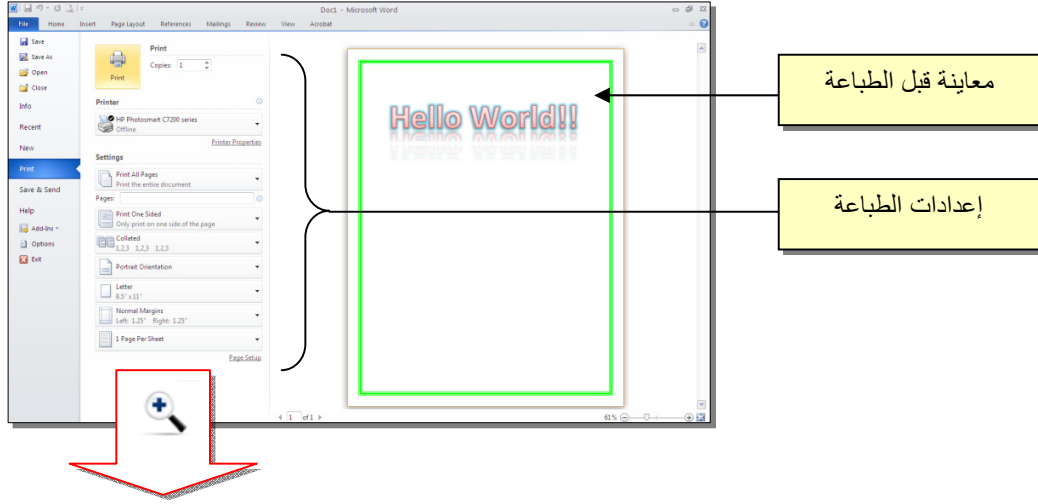 Doc1 - Microsoft Word
File Home Insert Page Layout References Mailings Review View Acrobat
Save
Save As
Open
Close
Info
Recent
New
Print
Save & Send
Help
Add-Ins
Options
Exit
Print
Print
Copies: 1
Printer
HP Photosmart C7200 series
Offline
Printer Properties
Settings
Print All Pages
Print the entire document
Pages:
Print One Sided
Only print on one side of the page
Collated
1,2,3 1,2,3 1,2,3
Portrait Orientation
Letter
8.5" x 11"
Normal Margins
Left: 1.25" Right: 1.25"
1 Page Per Sheet
Page Setup
Hello World!!
1 of 1
61%
معاينة قبل الطباعة
إعدادات الطباعة